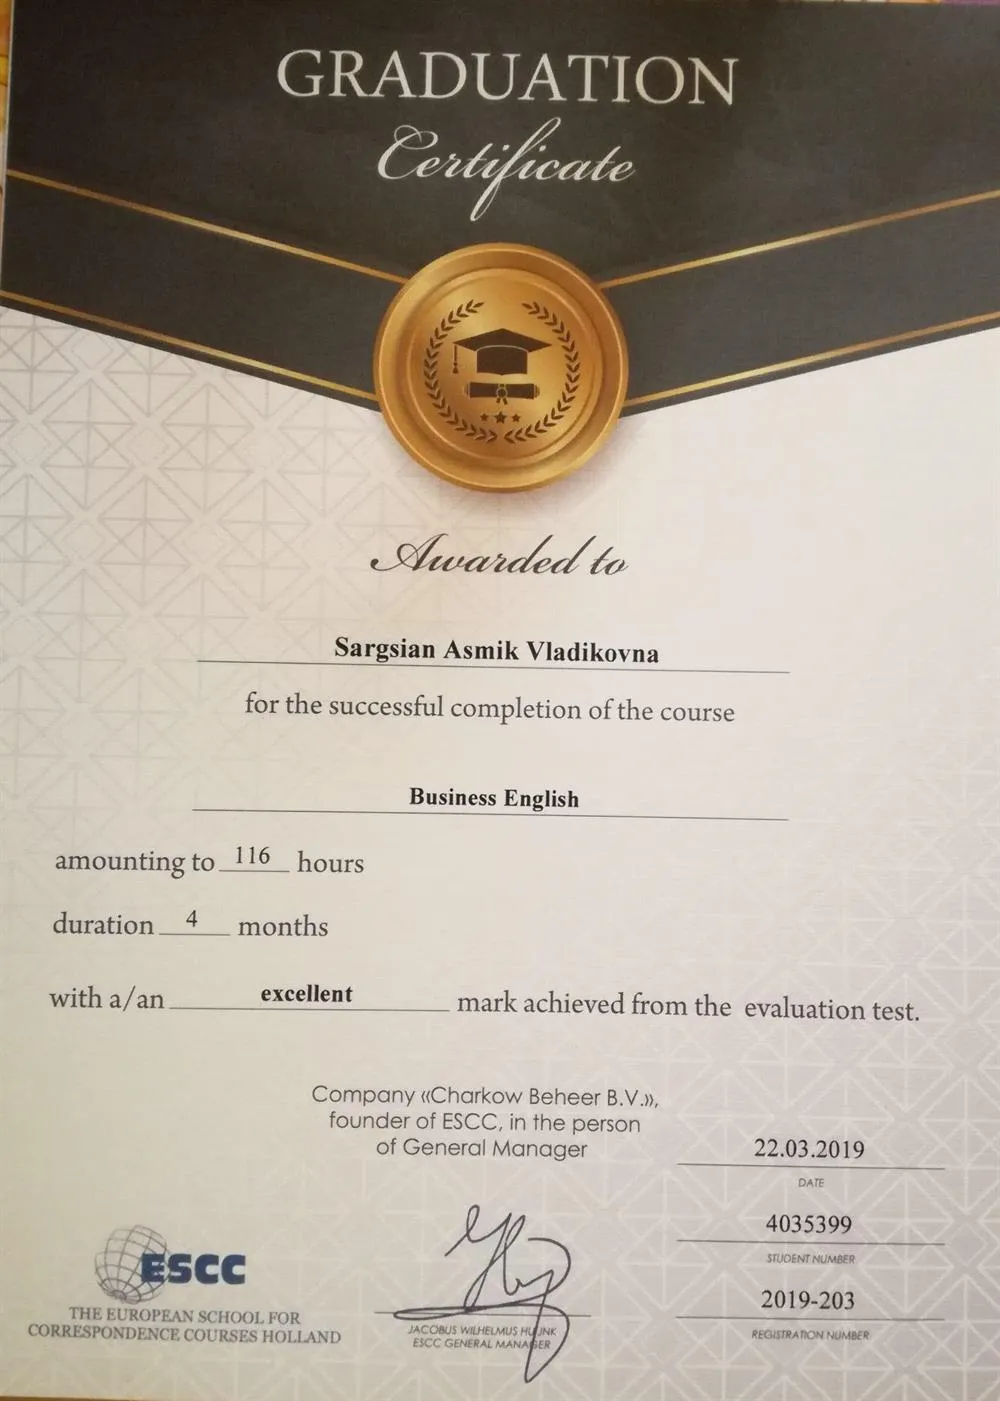 GRADUATION
Certificate
Awarded to
Sargsian Asmik Vladikovna
for the successful completion of the course
Business English
amounting to 116 hours
duration 4 months
with a/an excellent mark achieved from the evaluation test.
Company «Charkow Beheer B.V.»,
founder of ESCC, in the person
of General Manager
22.03.2019
DATE
4035399
STUDENT NUMBER
2019-203
REGISTRATION NUMBER
ESCC
THE EUROPEAN SCHOOL FOR
CORRESPONDENCE COURSES HOLLAND
JACOBUS WILHELMUS
ESCC GENERAL MANAGER